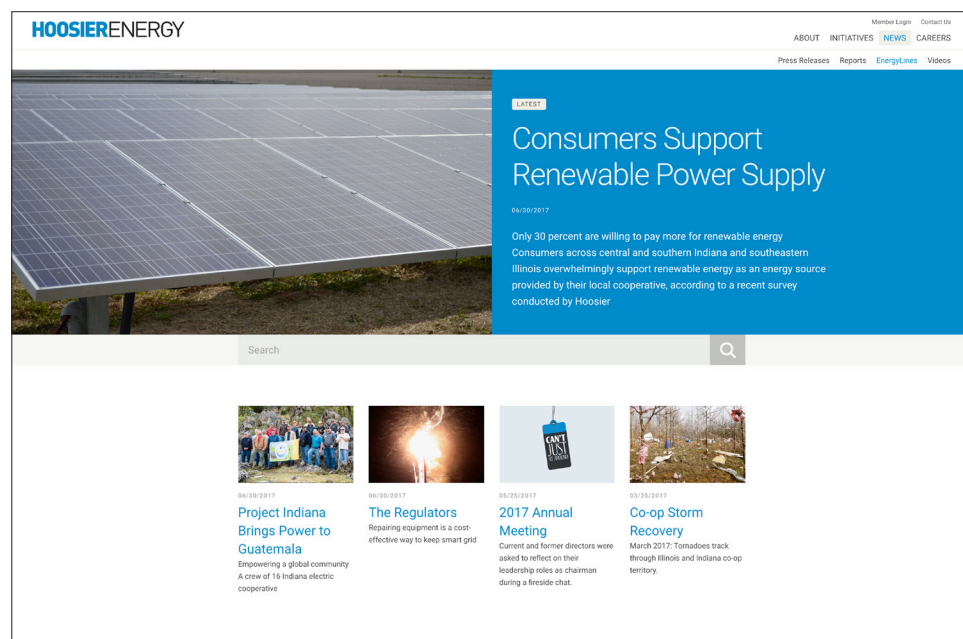 HOOSIERENERGY
Member Login Contact Us
ABOUT INITIATIVES NEWS CAREERS
Press Releases Reports EnergyLines Videos
LATEST
Consumers Support
Renewable Power Supply
06/30/2017
Only 30 percent are willing to pay more for renewable energy
Consumers across central and southern Indiana and southeastern
Illinois overwhelmingly support renewable energy as an energy source
provided by their local cooperative, according to a recent survey
conducted by Hoosier
Search
CAN'T
JUST
06/30/2017
Project Indiana
Brings Power to
Guatemala
Empowering a global community
A crew of 16 Indiana electric
cooperative
06/30/2017
The Regulators
Repairing equipment is a cost-
effective way to keep smart grid
05/25/2017
2017 Annual
Meeting
Current and former directors were
asked to reflect on their
leadership roles as chairman
during a fireside chat.
03/25/2017
Co-op Storm
Recovery
March 2017: Tornadoes track
through Illinois and Indiana co-op
territory.